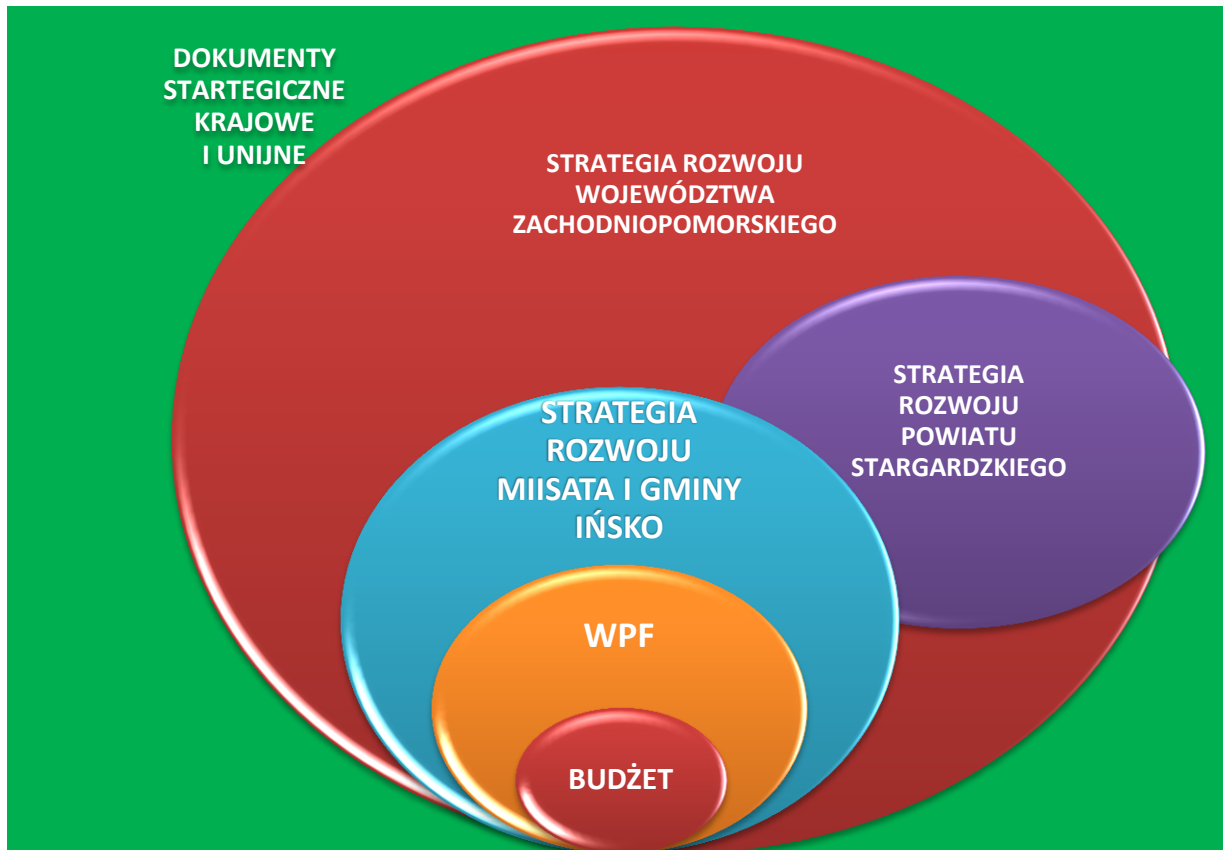 DOKUMENTY
STARTEGICZNE
KRAJOWE
I UNIJNE
STRATEGIA ROZWOJU
WOJEWÓDZTWA
ZACHODNIOPOMORSKIEGO
STRATEGIA
ROZWOJU
POWIATU
STARGARDZKIEGO
STRATEGIA
ROZWOJU
MIISATA I GMINY
IŃSKO
WPF
BUDŻET